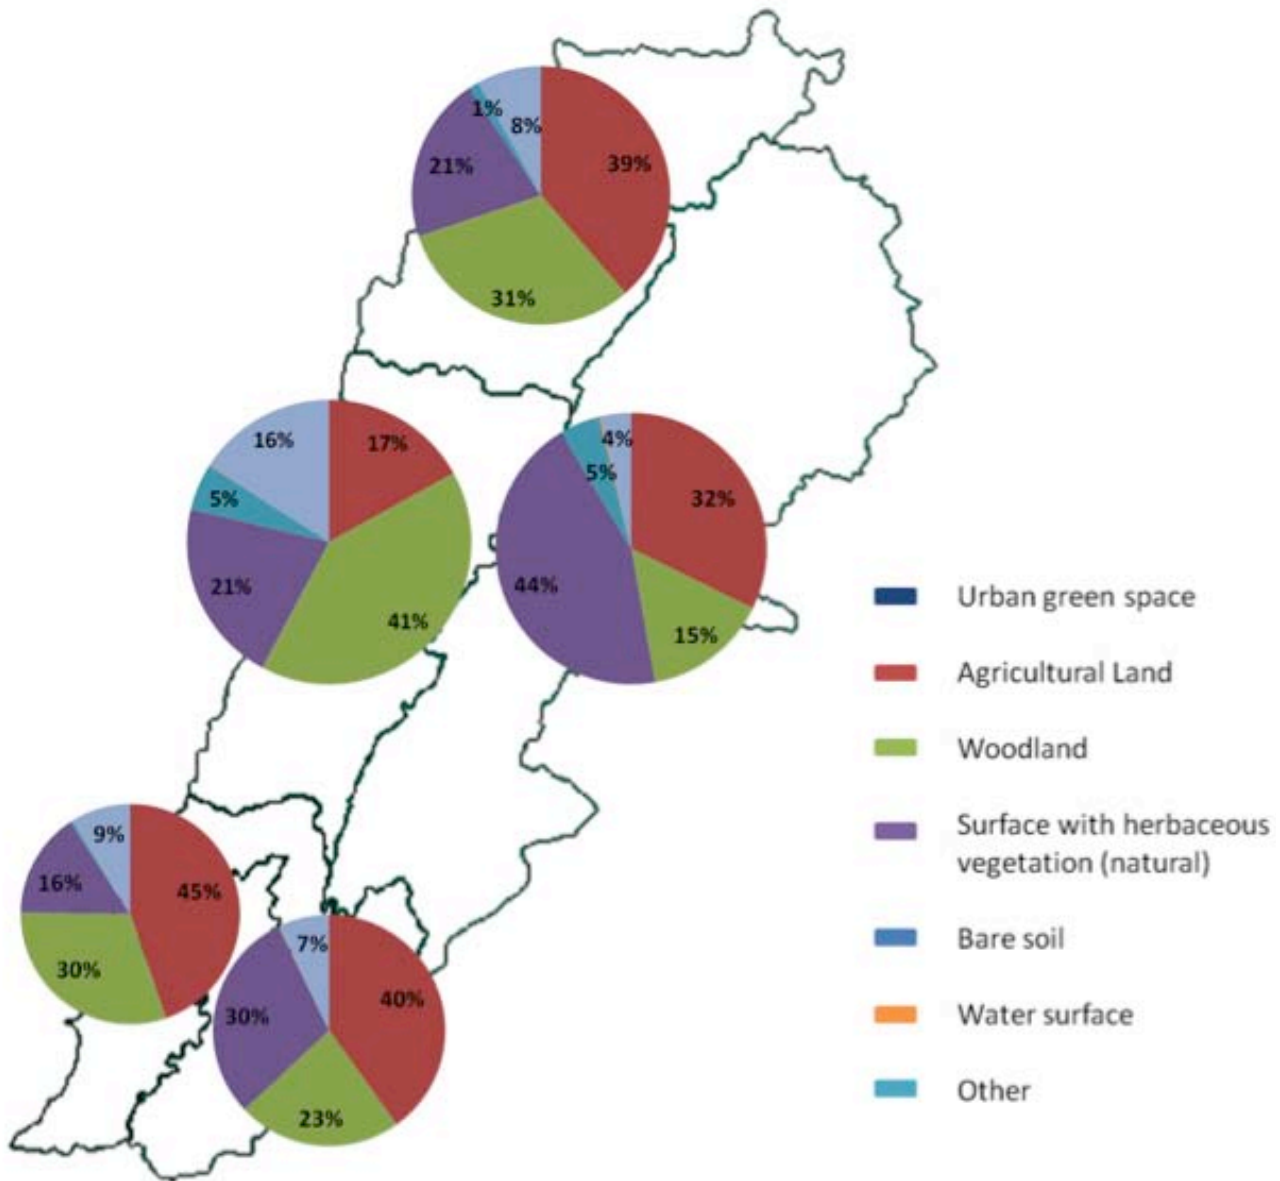 1%
8%
39%
21%
31%
16%
17%
5%
21%
41%
4%
5%
32%
44%
15%
9%
45%
16%
30%
7%
40%
30%
23%
Urban green space
Agricultural Land
Woodland
Surface with herbaceous
vegetation (natural)
Bare soil
Water surface
Other